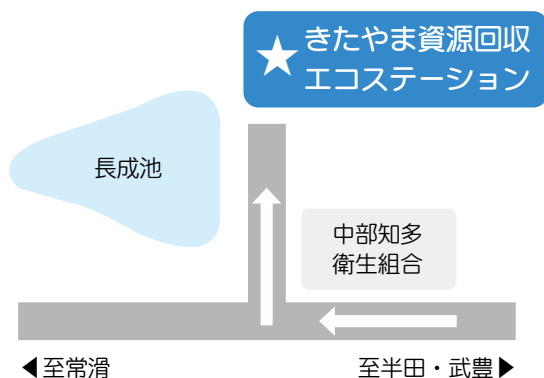 ★きたやま資源回収
エコステーション
長成池
中部知多
衛生組合
◀至常滑
至半田・武豊▶